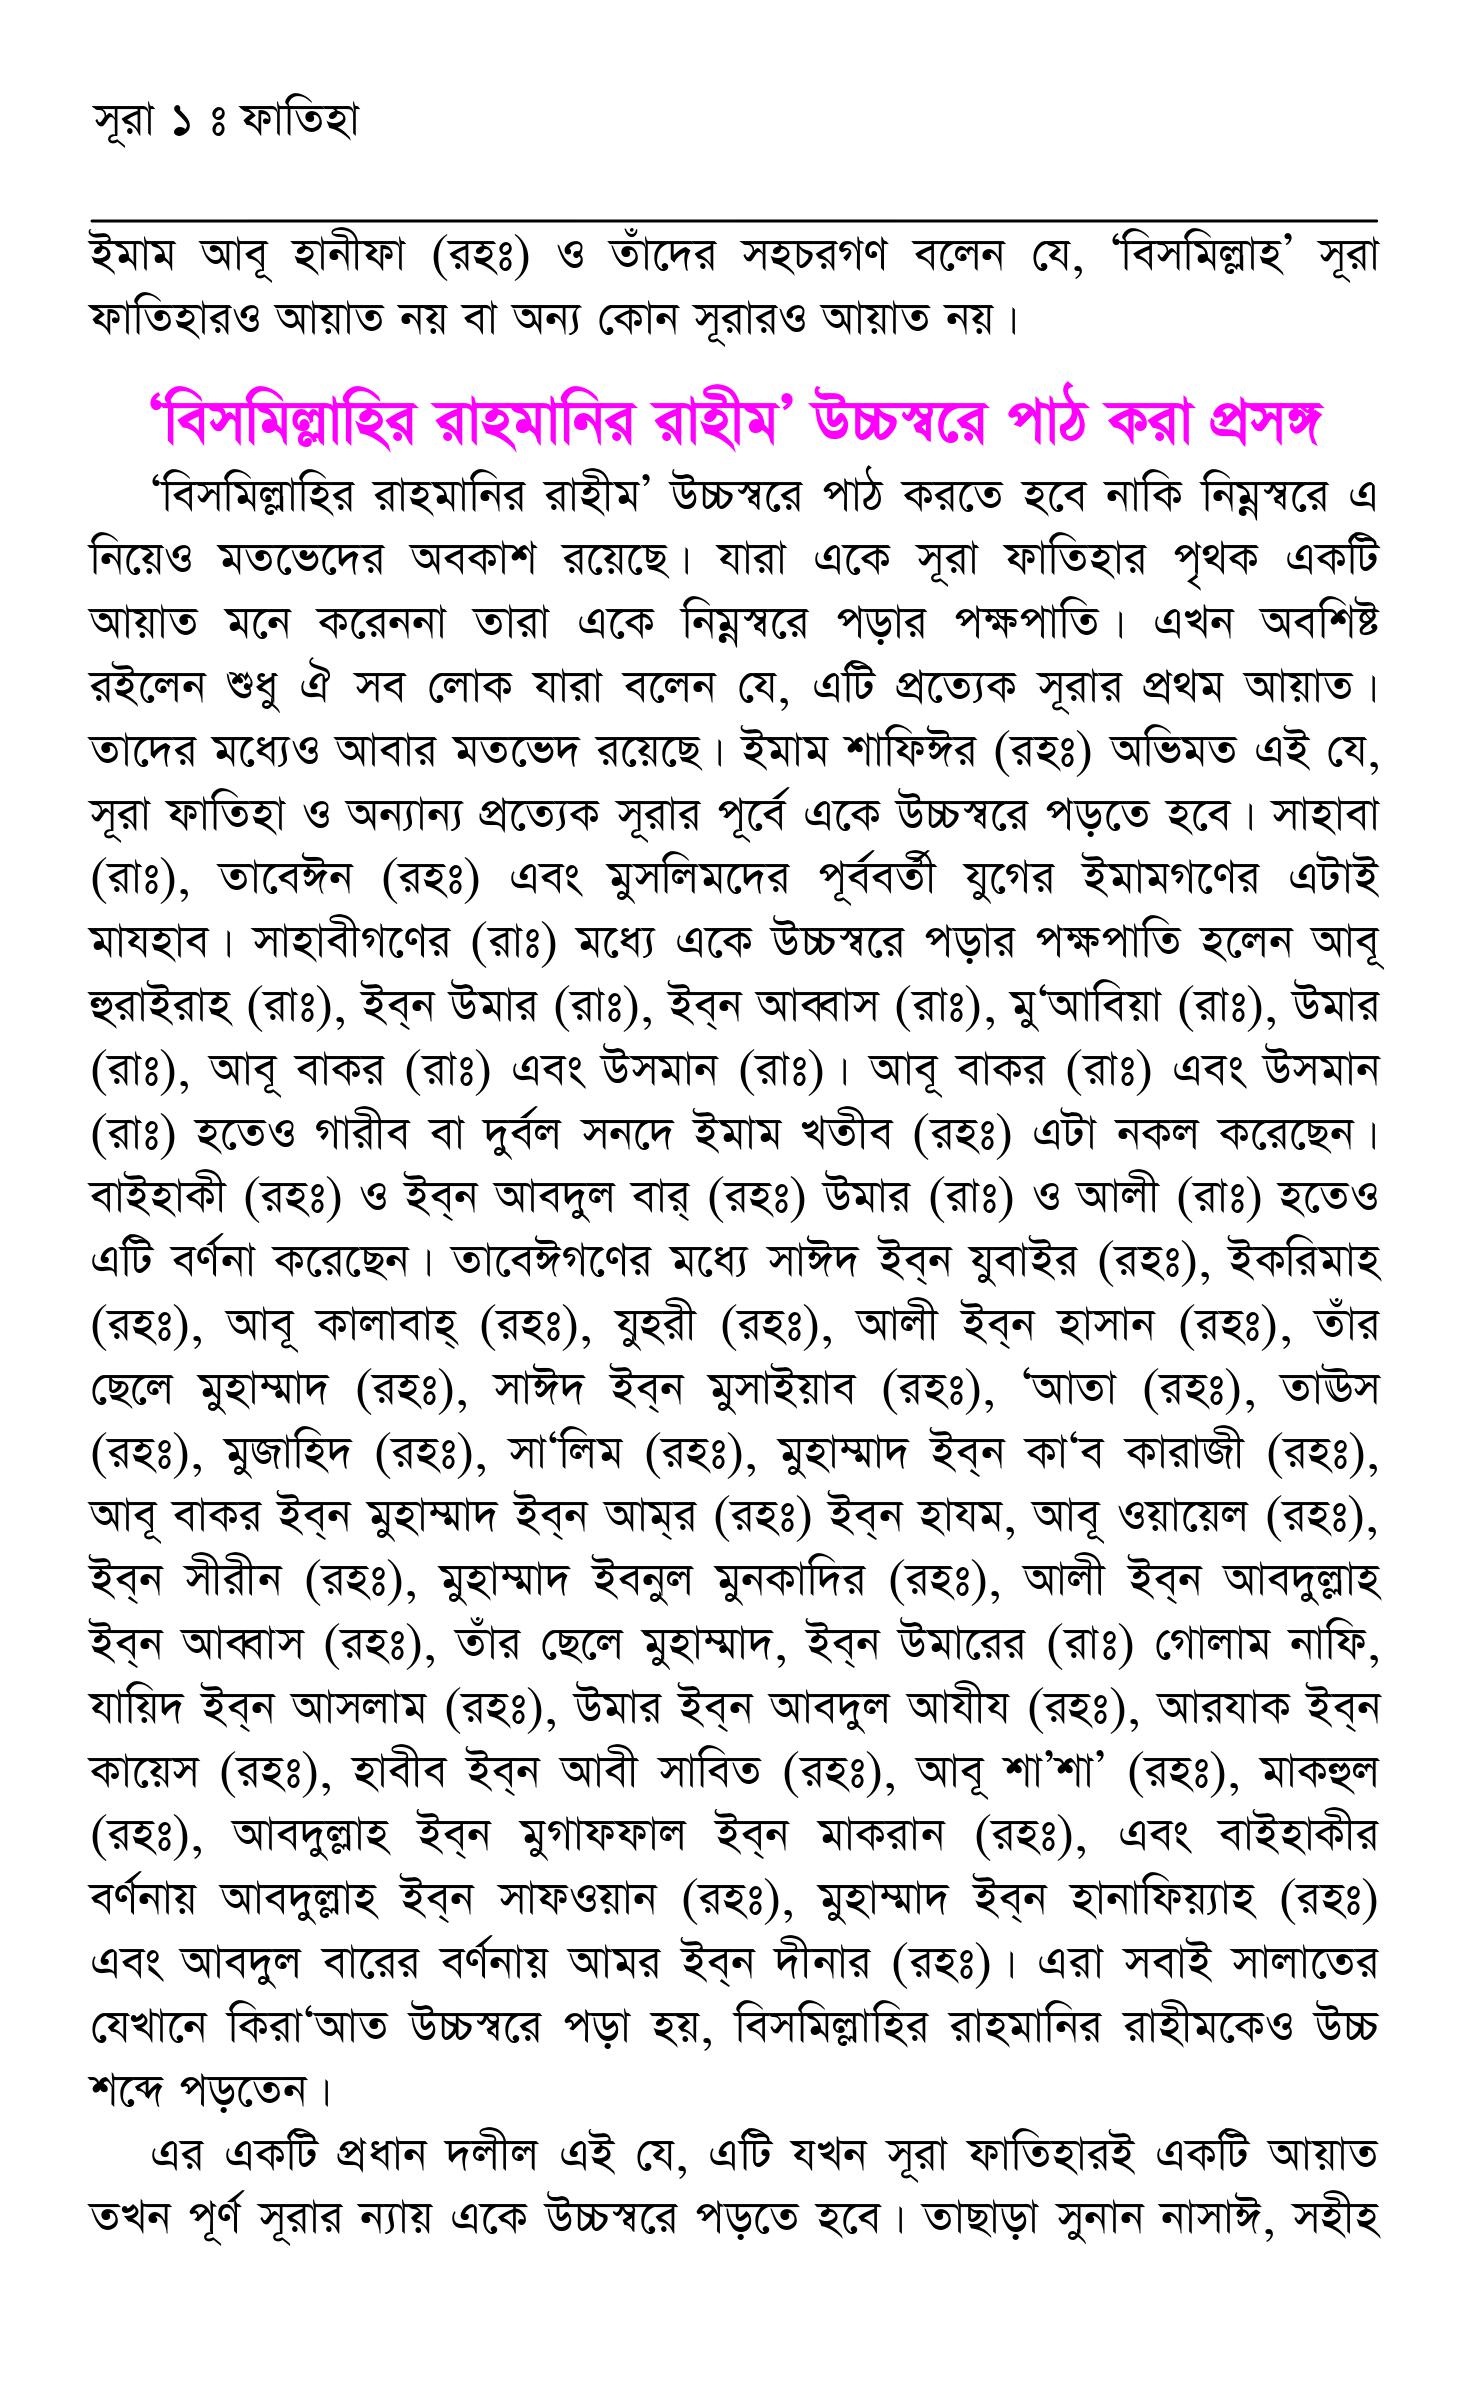 সূরা ১ ঃ ফাতিহা
ইমাম আবূ হানীফা (রহঃ) ও তাঁদের সহচরগণ বলেন যে, ‘বিসমিল্লাহ’ সূরা
ফাতিহারও আয়াত নয় বা অন্য কোন সূরারও আয়াত নয়।
‘বিসমিল্লাহির রাহমানির রাহীম’ উচ্চস্বরে পাঠ করা প্রসঙ্গ
‘বিসমিল্লাহির রাহমানির রাহীম’ উচ্চস্বরে পাঠ করতে হবে নাকি নিম্নস্বরে এ
নিয়েও মতভেদের অবকাশ রয়েছে। যারা একে সূরা ফাতিহার পৃথক একটি
আয়াত মনে করেননা তারা একে নিম্নস্বরে পড়ার পক্ষপাতি। এখন অবশিষ্ট
রইলেন শুধু ঐ সব লোক যারা বলেন যে, এটি প্রত্যেক সূরার প্রথম আয়াত।
তাদের মধ্যেও আবার মতভেদ রয়েছে। ইমাম শাফিঈর (রহঃ) অভিমত এই যে,
সূরা ফাতিহা ও অন্যান্য প্রত্যেক সূরার পূর্বে একে উচ্চস্বরে পড়তে হবে। সাহাবা
(রাঃ), তাবেঈন (রহঃ) এবং মুসলিমদের পূর্ববর্তী যুগের ইমামগণের এটাই
মাযহাব। সাহাবীগণের (রাঃ) মধ্যে একে উচ্চস্বরে পড়ার পক্ষপাতি হলেন আবূ
হুরাইরাহ (রাঃ), ইব্‌ন উমার (রাঃ), ইব্‌ন আব্বাস (রাঃ), মু‘আবিয়া (রাঃ), উমার
(রাঃ), আবূ বাকর (রাঃ) এবং উসমান (রাঃ)। আবূ বাকর (রাঃ) এবং উসমান
(রাঃ) হতেও গারীব বা দুর্বল সনদে ইমাম খতীব (রহঃ) এটা নকল করেছেন।
বাইহাকী (রহঃ) ও ইব্‌ন আবদুল বার্‌ (রহঃ) উমার (রাঃ) ও আলী (রাঃ) হতেও
এটি বর্ণনা করেছেন। তাবেঈগণের মধ্যে সাঈদ ইব্‌ন যুবাইর (রহঃ), ইকরিমাহ
(রহঃ), আবূ কালাবাহ্‌ (রহঃ), যুহরী (রহঃ), আলী ইব্‌ন হাসান (রহঃ), তাঁর
ছেলে মুহাম্মাদ (রহঃ), সাঈদ ইব্‌ন মুসাইয়াব (রহঃ), ‘আতা (রহঃ), তাঊস
(রহঃ), মুজাহিদ (রহঃ), সা‘লিম (রহঃ), মুহাম্মাদ ইব্‌ন কা‘ব কারাজী (রহঃ),
আবূ বাকর ইব্‌ন মুহাম্মাদ ইব্‌ন আম্‌র (রহঃ) ইব্‌ন হাযম, আবূ ওয়ায়েল (রহঃ),
ইব্‌ন সীরীন (রহঃ), মুহাম্মাদ ইবনুল মুনকাদির (রহঃ), আলী ইব্‌ন আবদুল্লাহ
ইব্‌ন আব্বাস (রহঃ), তাঁর ছেলে মুহাম্মাদ, ইব্‌ন উমারের (রাঃ) গোলাম নাফি,
যায়িদ ইব্‌ন আসলাম (রহঃ), উমার ইব্‌ন আবদুল আযীয (রহঃ), আরযাক ইব্‌ন
কায়েস (রহঃ), হাবীব ইব্‌ন আবী সাবিত (রহঃ), আবূ শা’শা’ (রহঃ), মাকহুল
(রহঃ), আবদুল্লাহ ইব্‌ন মুগাফফাল ইব্‌ন মাকরান (রহঃ), এবং বাইহাকীর
বর্ণনায় আবদুল্লাহ ইব্‌ন সাফওয়ান (রহঃ), মুহাম্মাদ ইব্‌ন হানাফিয়্যাহ (রহঃ)
এবং আবদুল বারের বর্ণনায় আমর ইব্‌ন দীনার (রহঃ)। এরা সবাই সালাতের
যেখানে কিরা‘আত উচ্চস্বরে পড়া হয়, বিসমিল্লাহির রাহমানির রাহীমকেও উচ্চ
শব্দে পড়তেন।
এর একটি প্রধান দলীল এই যে, এটি যখন সূরা ফাতিহারই একটি আয়াত
তখন পূর্ণ সূরার ন্যায় একে উচ্চস্বরে পড়তে হবে। তাছাড়া সুনান নাসাঈ, সহীহ